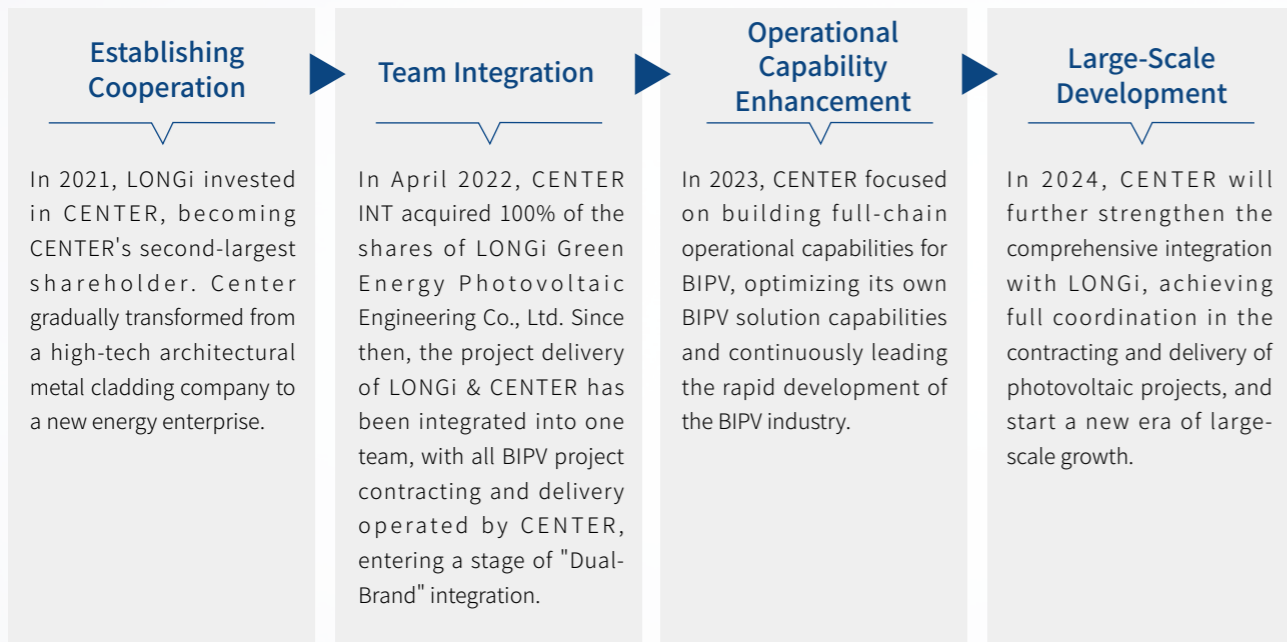 Establishing
Cooperation
In 2021, LONGi invested
in CENTER, becoming
CENTER's second-largest
shareholder. Center
gradually transformed from
a high-tech architectural
metal cladding company to
a new energy enterprise.
Team Integration
In April 2022, CENTER
INT acquired 100% of the
shares of LONGi Green
Energy Photovoltaic
Engineering Co., Ltd. Since
then, the project delivery
of LONGi & CENTER has
been integrated into one
team, with all BIPV project
contracting and delivery
operated by CENTER,
entering a stage of "Dual-
Brand" integration.
Operational
Capability
Enhancement
In 2023, CENTER focused
on building full-chain
operational capabilities for
BIPV, optimizing its own
BIPV solution capabilities
and continuously leading
the rapid development of
the BIPV industry.
Large-Scale
Development
In 2024, CENTER will
further strengthen the
comprehensive integration
with LONGi, achieving
full coordination in the
contracting and delivery of
photovoltaic projects, and
start a new era of large-
scale growth.